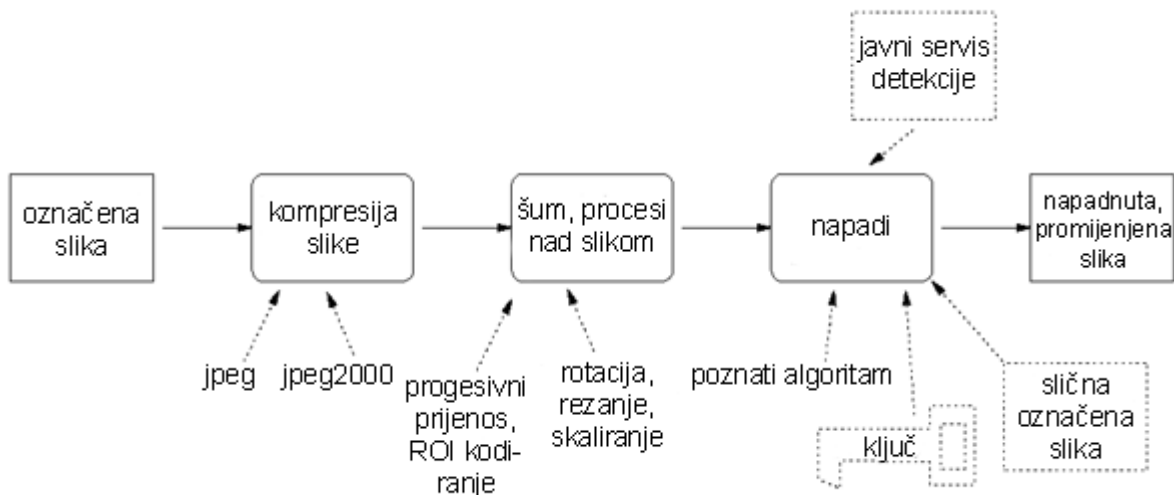 javni servis
detekcije
označena
slika
kompresija
slike
šum, procesi
nad slikom
napadi
napadnuta,
promijenjena
slika
jpeg
jpeg2000
progesivni
prijenos,
ROI kodi-
ranje
rotacija,
rezanje,
skaliranje
poznati algoritam
ključ
slična
označena
slika